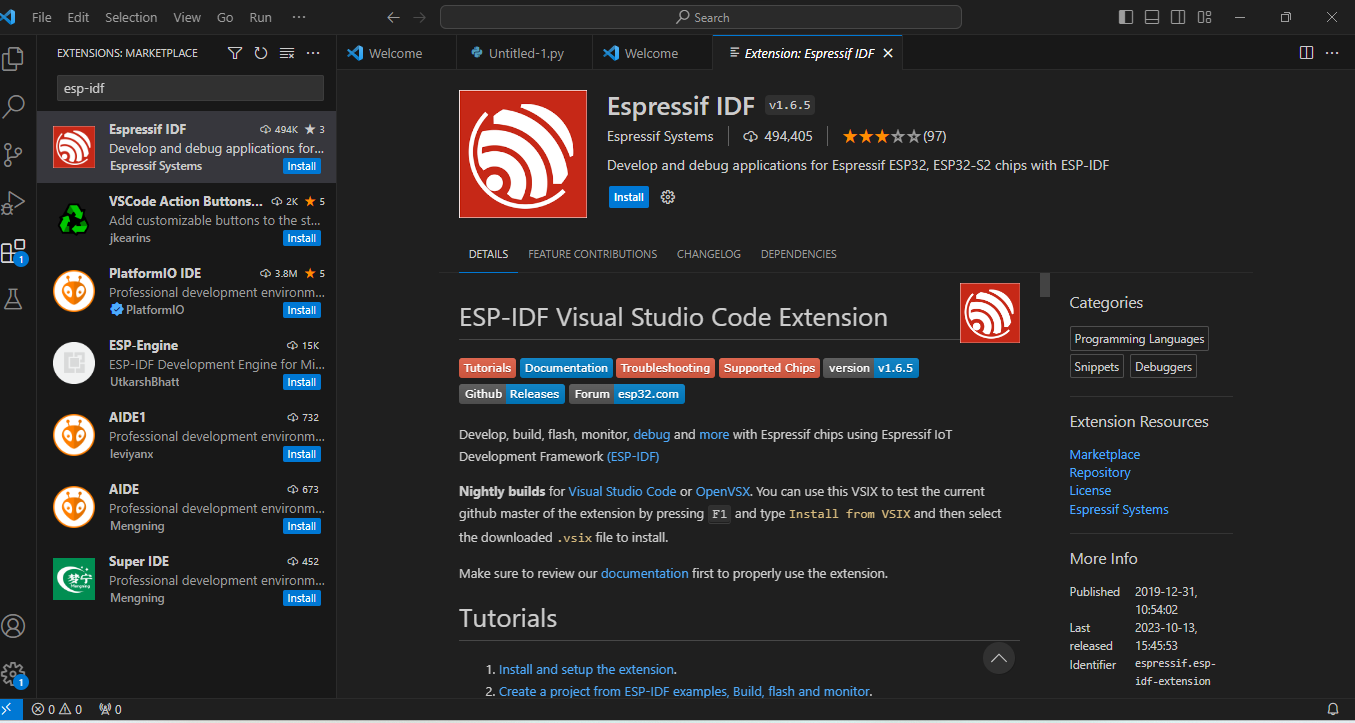 File Edit Selection View Go Run ··· Search
EXTENSIONS: MARKETPLACE
esp-idf
Espressif IDF 494K 3
Develop and debug applications for...
Espressif Systems Install
VSCode Action Buttons... 2K 5
Add customizable buttons to the st...
jkearins Install
PlatformIO IDE 3.8M 5
Professional development environm...
PlatformIO Install
ESP-Engine 15K
ESP-IDF Development Engine for Mi...
UtkarshBhatt Install
AIDE1 732
Professional development environm...
leviyanx Install
AIDE 673
Professional development environm...
Mengning Install
Super IDE 452
Professional development environm...
Mengning Install
梦宁
Mengning
1
1
Welcome Untitled-1.py Welcome Extension: Espressif IDF
Espressif IDF v1.6.5
Espressif Systems 494,405 (97)
Develop and debug applications for Espressif ESP32, ESP32-S2 chips with ESP-IDF
Install
DETAILS FEATURE CONTRIBUTIONS CHANGELOG DEPENDENCIES
ESP-IDF Visual Studio Code Extension
Tutorials Documentation Troubleshooting Supported Chips version v1.6.5
Github Releases Forum esp32.com
Develop, build, flash, monitor, debug and more with Espressif chips using Espressif IoT
Development Framework (ESP-IDF)
Nightly builds for Visual Studio Code or OpenVSX. You can use this VSIX to test the current
github master of the extension by pressing F1 and type Install from VSIX and then select
the downloaded .vsix file to install.
Make sure to review our documentation first to properly use the extension.
Tutorials
1. Install and setup the extension.
2. Create a project from ESP-IDF examples, Build, flash and monitor.
Categories
Programming Languages
Snippets Debuggers
Extension Resources
Marketplace
Repository
License
Espressif Systems
More Info
Published 2019-12-31,
10:54:02
Last 2023-10-13,
released 15:45:53
Identifier espressif.esp-
idf-extension
0 0 0